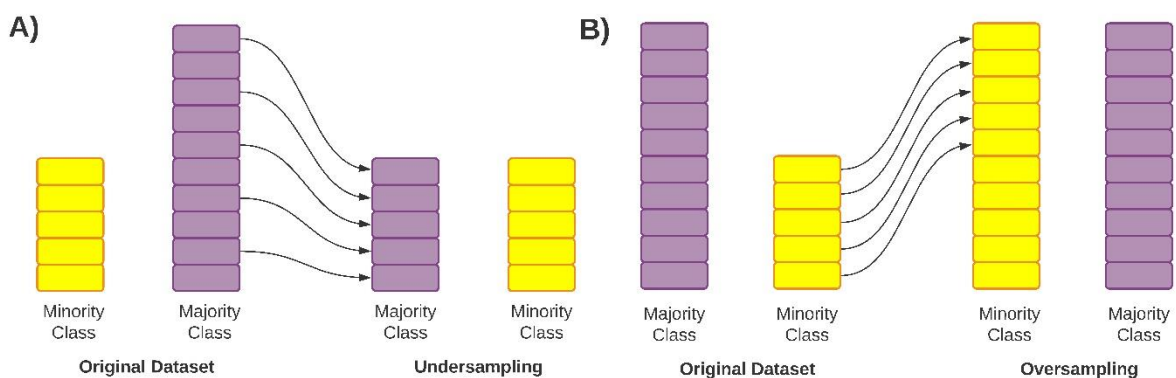 A)
Minority
Class
Majority
Class
Original Dataset
Majority
Class
Minority
Class
Undersampling
B)
Majority
Class
Minority
Class
Original Dataset
Minority
Class
Majority
Class
Oversampling